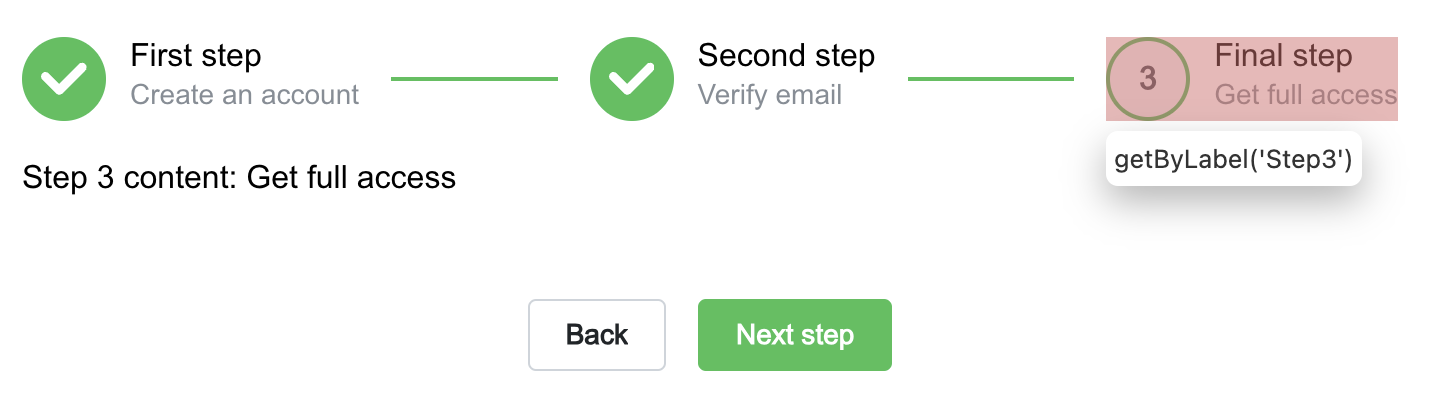 First step
Create an account
Second step
Verify email
3
Final step
Get full access
getByLabel('Step3')
Step 3 content: Get full access
Back
Next step